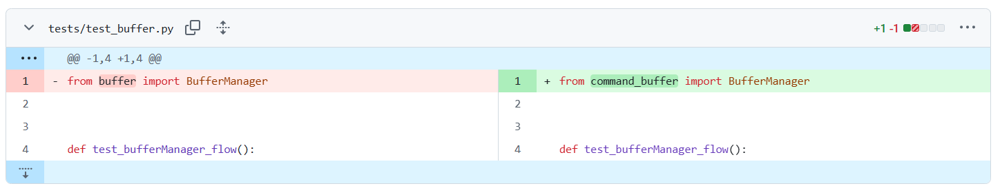 tests/test_buffer.py +1 -1
@@ -1,4 +1,4 @@
1 - from buffer import BufferManager 1 + from command_buffer import BufferManager
2 2
3 3
4 def test_bufferManager_flow(): 4 def test_bufferManager_flow():